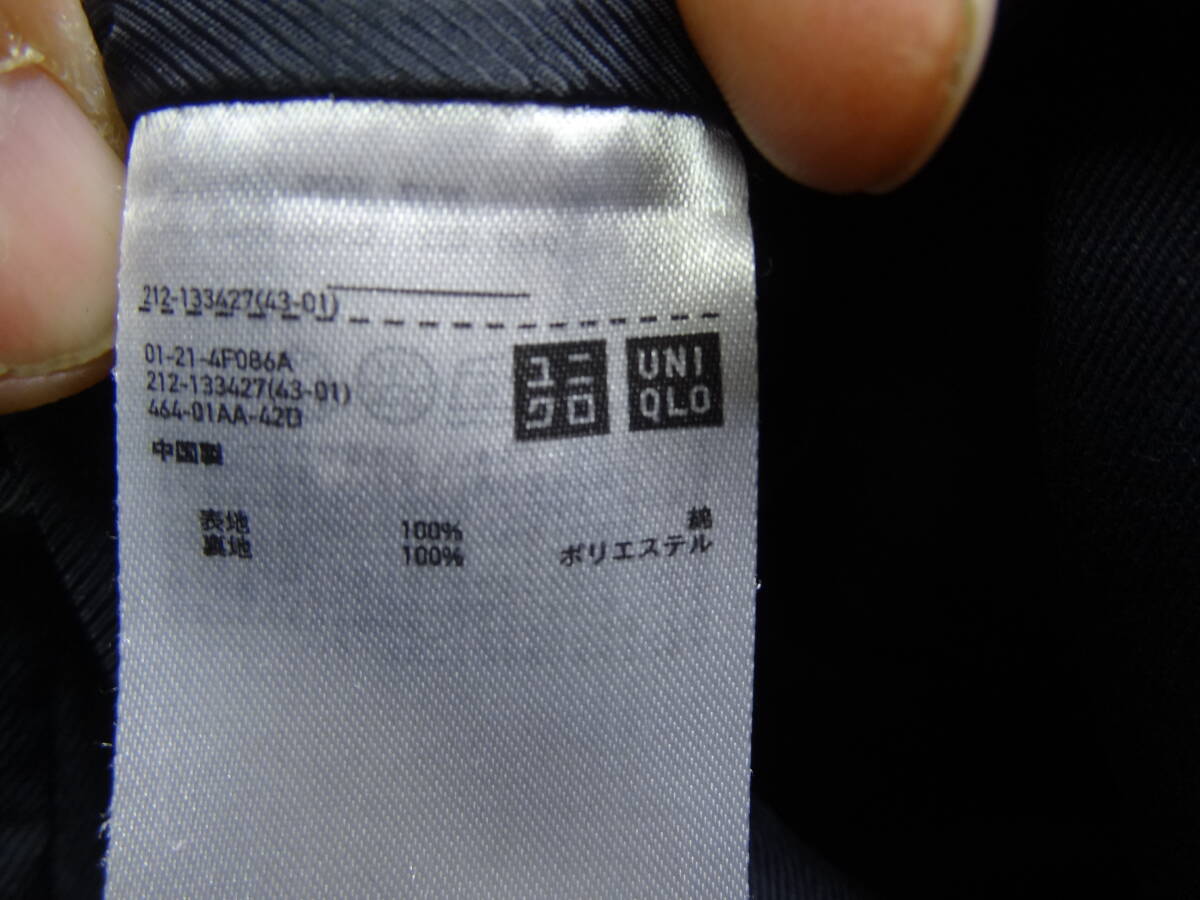 212-133427(43-01)
01-21-4F086A
212-133427(43-01)
464-01AA-42D
中国製
ユニ
クロ
UNI
QLO
表地 100% 綿
裏地 100% ポリエステル